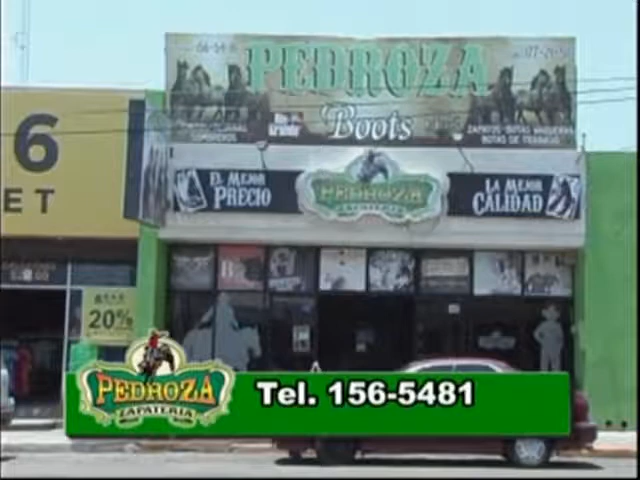 PEDROZA
Boots
ZAPATOS · BOTAS VAQUERAS
BOTAS DE TRABAJO
6
ET
EL MEJOR
PRECIO
PEDROZA
ZAPATERIA
LA MEJOR
CALIDAD
20%
PEDROZA
ZAPATERIA
Tel. 156-5481